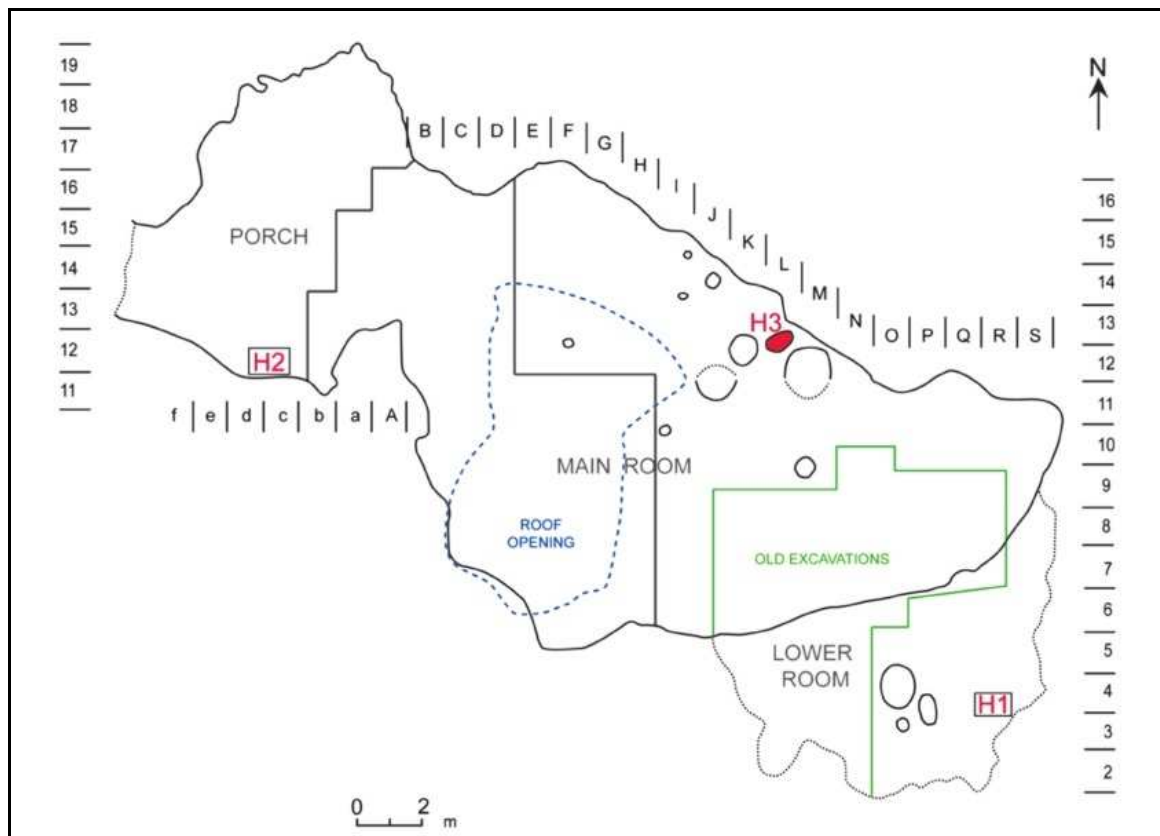 19
18
17
16
15
14
13
12
11
B C D E F G H I J K L M N O P Q R S
N
16
15
14
13
12
11
10
9
8
7
6
5
4
3
2
PORCH
H3
H2
f e d c b a A
MAIN ROOM
ROOF
OPENING
OLD EXCAVATIONS
LOWER
ROOM
H1
0 2
m